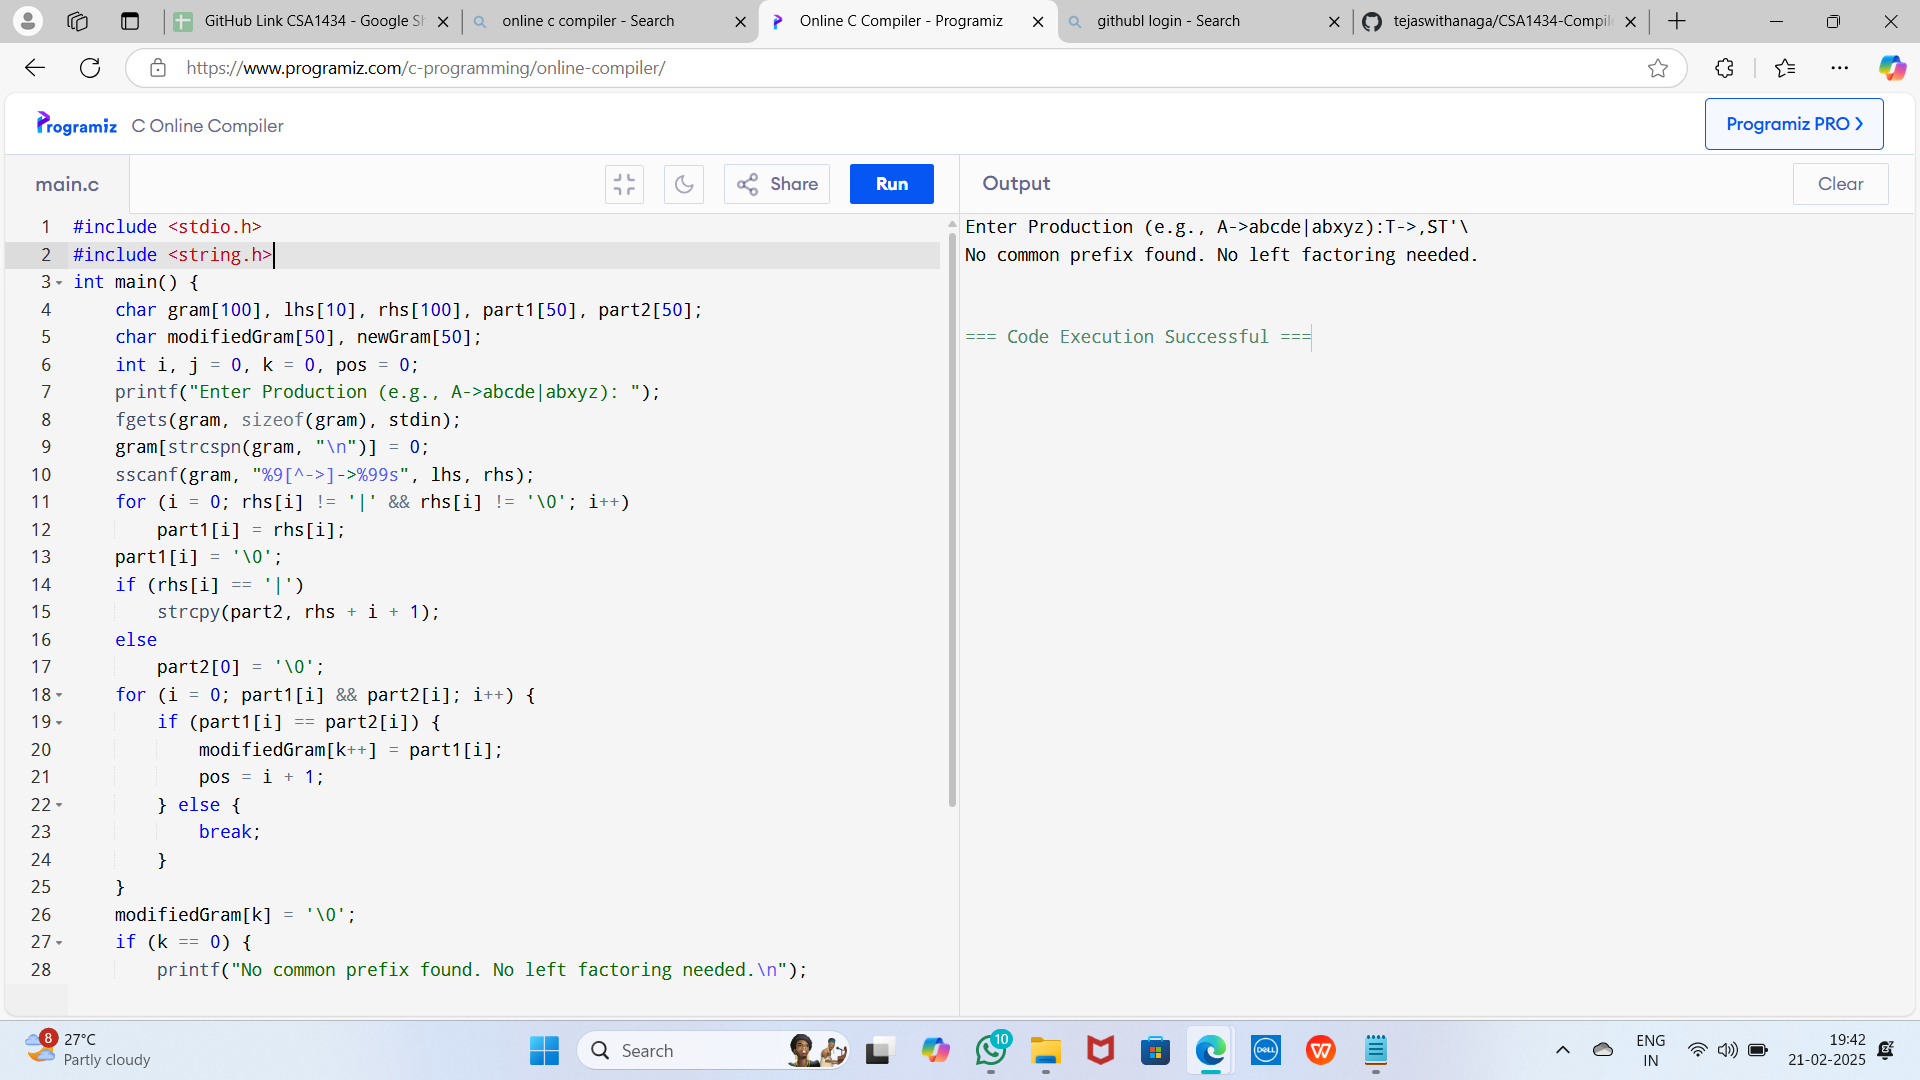 GitHub Link CSA1434 - Google Sh
online c compiler - Search
Online C Compiler - Programiz
githubl login - Search
tejaswithanaga/CSA1434-Compile
https://www.programiz.com/c-programming/online-compiler/
Programiz
C Online Compiler
Programiz PRO
main.c
Share
Run
Output
Clear
1 #include <stdio.h>
2 #include <string.h>
3 int main() {
4 char gram[100], lhs[10], rhs[100], part1[50], part2[50];
5 char modifiedGram[50], newGram[50];
6 int i, j = 0, k = 0, pos = 0;
7 printf("Enter Production (e.g., A->abcde|abxyz): ");
8 fgets(gram, sizeof(gram), stdin);
9 gram[strcspn(gram, "\n")] = 0;
10 sscanf(gram, "%9[^->]->%99s", lhs, rhs);
11 for (i = 0; rhs[i] != '|' && rhs[i] != '\0'; i++)
12 part1[i] = rhs[i];
13 part1[i] = '\0';
14 if (rhs[i] == '|')
15 strcpy(part2, rhs + i + 1);
16 else
17 part2[0] = '\0';
18 for (i = 0; part1[i] && part2[i]; i++) {
19 if (part1[i] == part2[i]) {
20 modifiedGram[k++] = part1[i];
21 pos = i + 1;
22 } else {
23 break;
24 }
25 }
26 modifiedGram[k] = '\0';
27 if (k == 0) {
28 printf("No common prefix found. No left factoring needed.\n");
Enter Production (e.g., A->abcde|abxyz):T->,ST'\
No common prefix found. No left factoring needed.
=== Code Execution Successful ===
8
27°C
Partly cloudy
Search
10
DELL
ENG
IN
19:42
21-02-2025